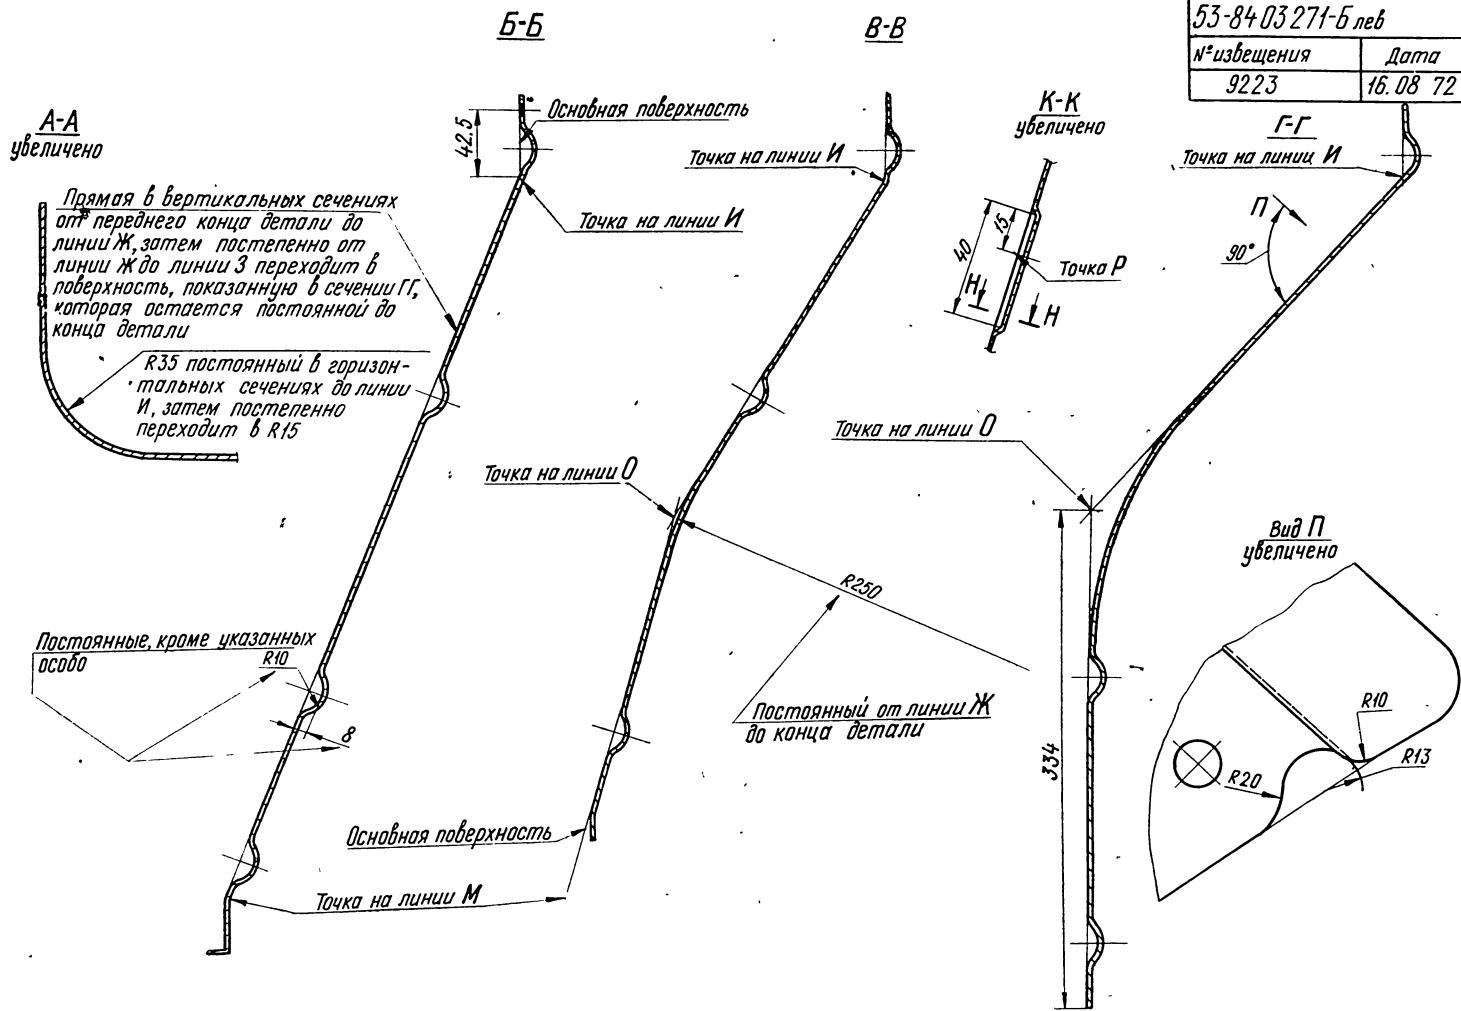 53-8403271-Б лев
№ извещения Дата
9223 16.08 72
Б-Б
В-В
А-А
увеличено
К-К
увеличено
Г-Г
42.5
Основная поверхность
Точка на линии И
Точка на линии И
Точка на линии И
Прямая в вертикальных сечениях
от переднего конца детали до
линии Ж, затем постепенно от
линии Ж до линии З переходит в
поверхность, показанную в сечении ГГ,
которая остается постоянной до
конца детали
R35 постоянный в горизон-
тальных сечениях до линии
И, затем постепенно
переходит в R15
15
40
Точка Р
Н
Н
П
90°
Точка на линии О
Точка на линии О
Вид П
увеличено
R250
Постоянный от линии Ж
до конца детали
Постоянные, кроме указанных
особо
R10
8
334
R10
R13
R20
Основная поверхность
Точка на линии М